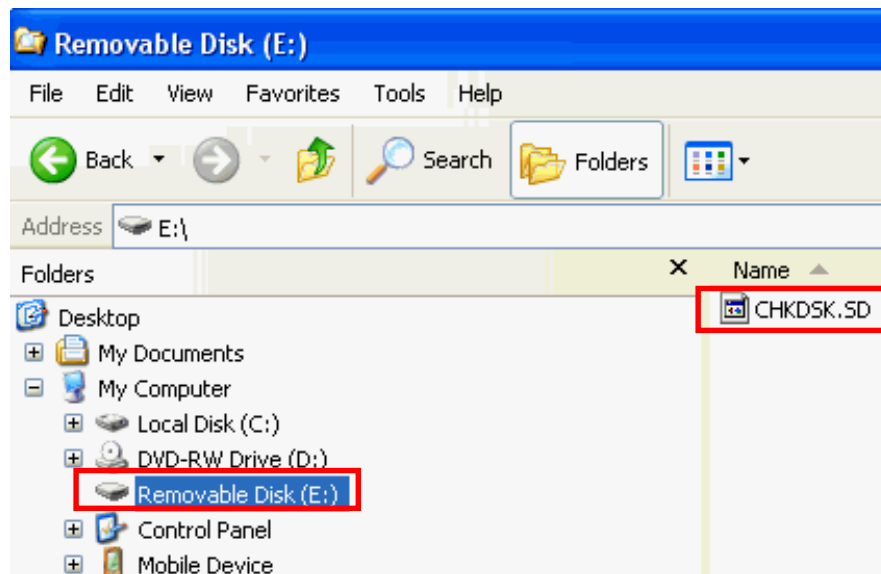 Removable Disk (E:)
File Edit View Favorites Tools Help
Back Search Folders
Address E:\
Folders
Name
Desktop
CHKDSK.SD
My Documents
My Computer
Local Disk (C:)
DVD-RW Drive (D:)
Removable Disk (E:)
Control Panel
Mobile Device